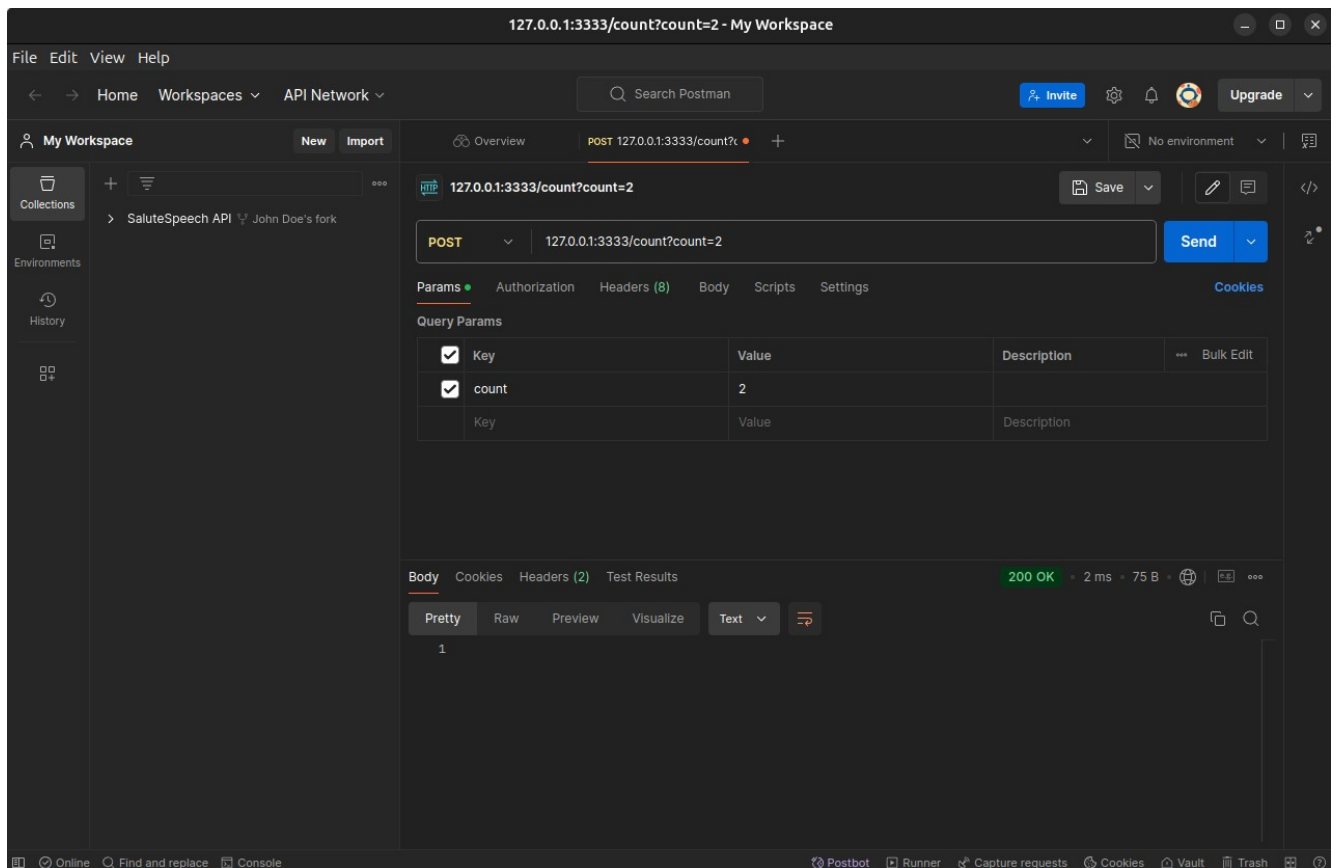 127.0.0.1:3333/count?count=2 - My Workspace
File Edit View Help
Home Workspaces API Network Search Postman Invite Upgrade
My Workspace New Import Overview POST 127.0.0.1:3333/count?c No environment
Collections
SaluteSpeech API John Doe's fork
Environments
History
HTTP 127.0.0.1:3333/count?count=2 Save
POST 127.0.0.1:3333/count?count=2 Send
Params Authorization Headers (8) Body Scripts Settings Cookies
Query Params
Key Value Description Bulk Edit
count 2
Key Value Description
Body Cookies Headers (2) Test Results 200 OK 2 ms 75 B
Pretty Raw Preview Visualize Text
1
Online Find and replace Console Postbot Runner Capture requests Cookies Vault Trash